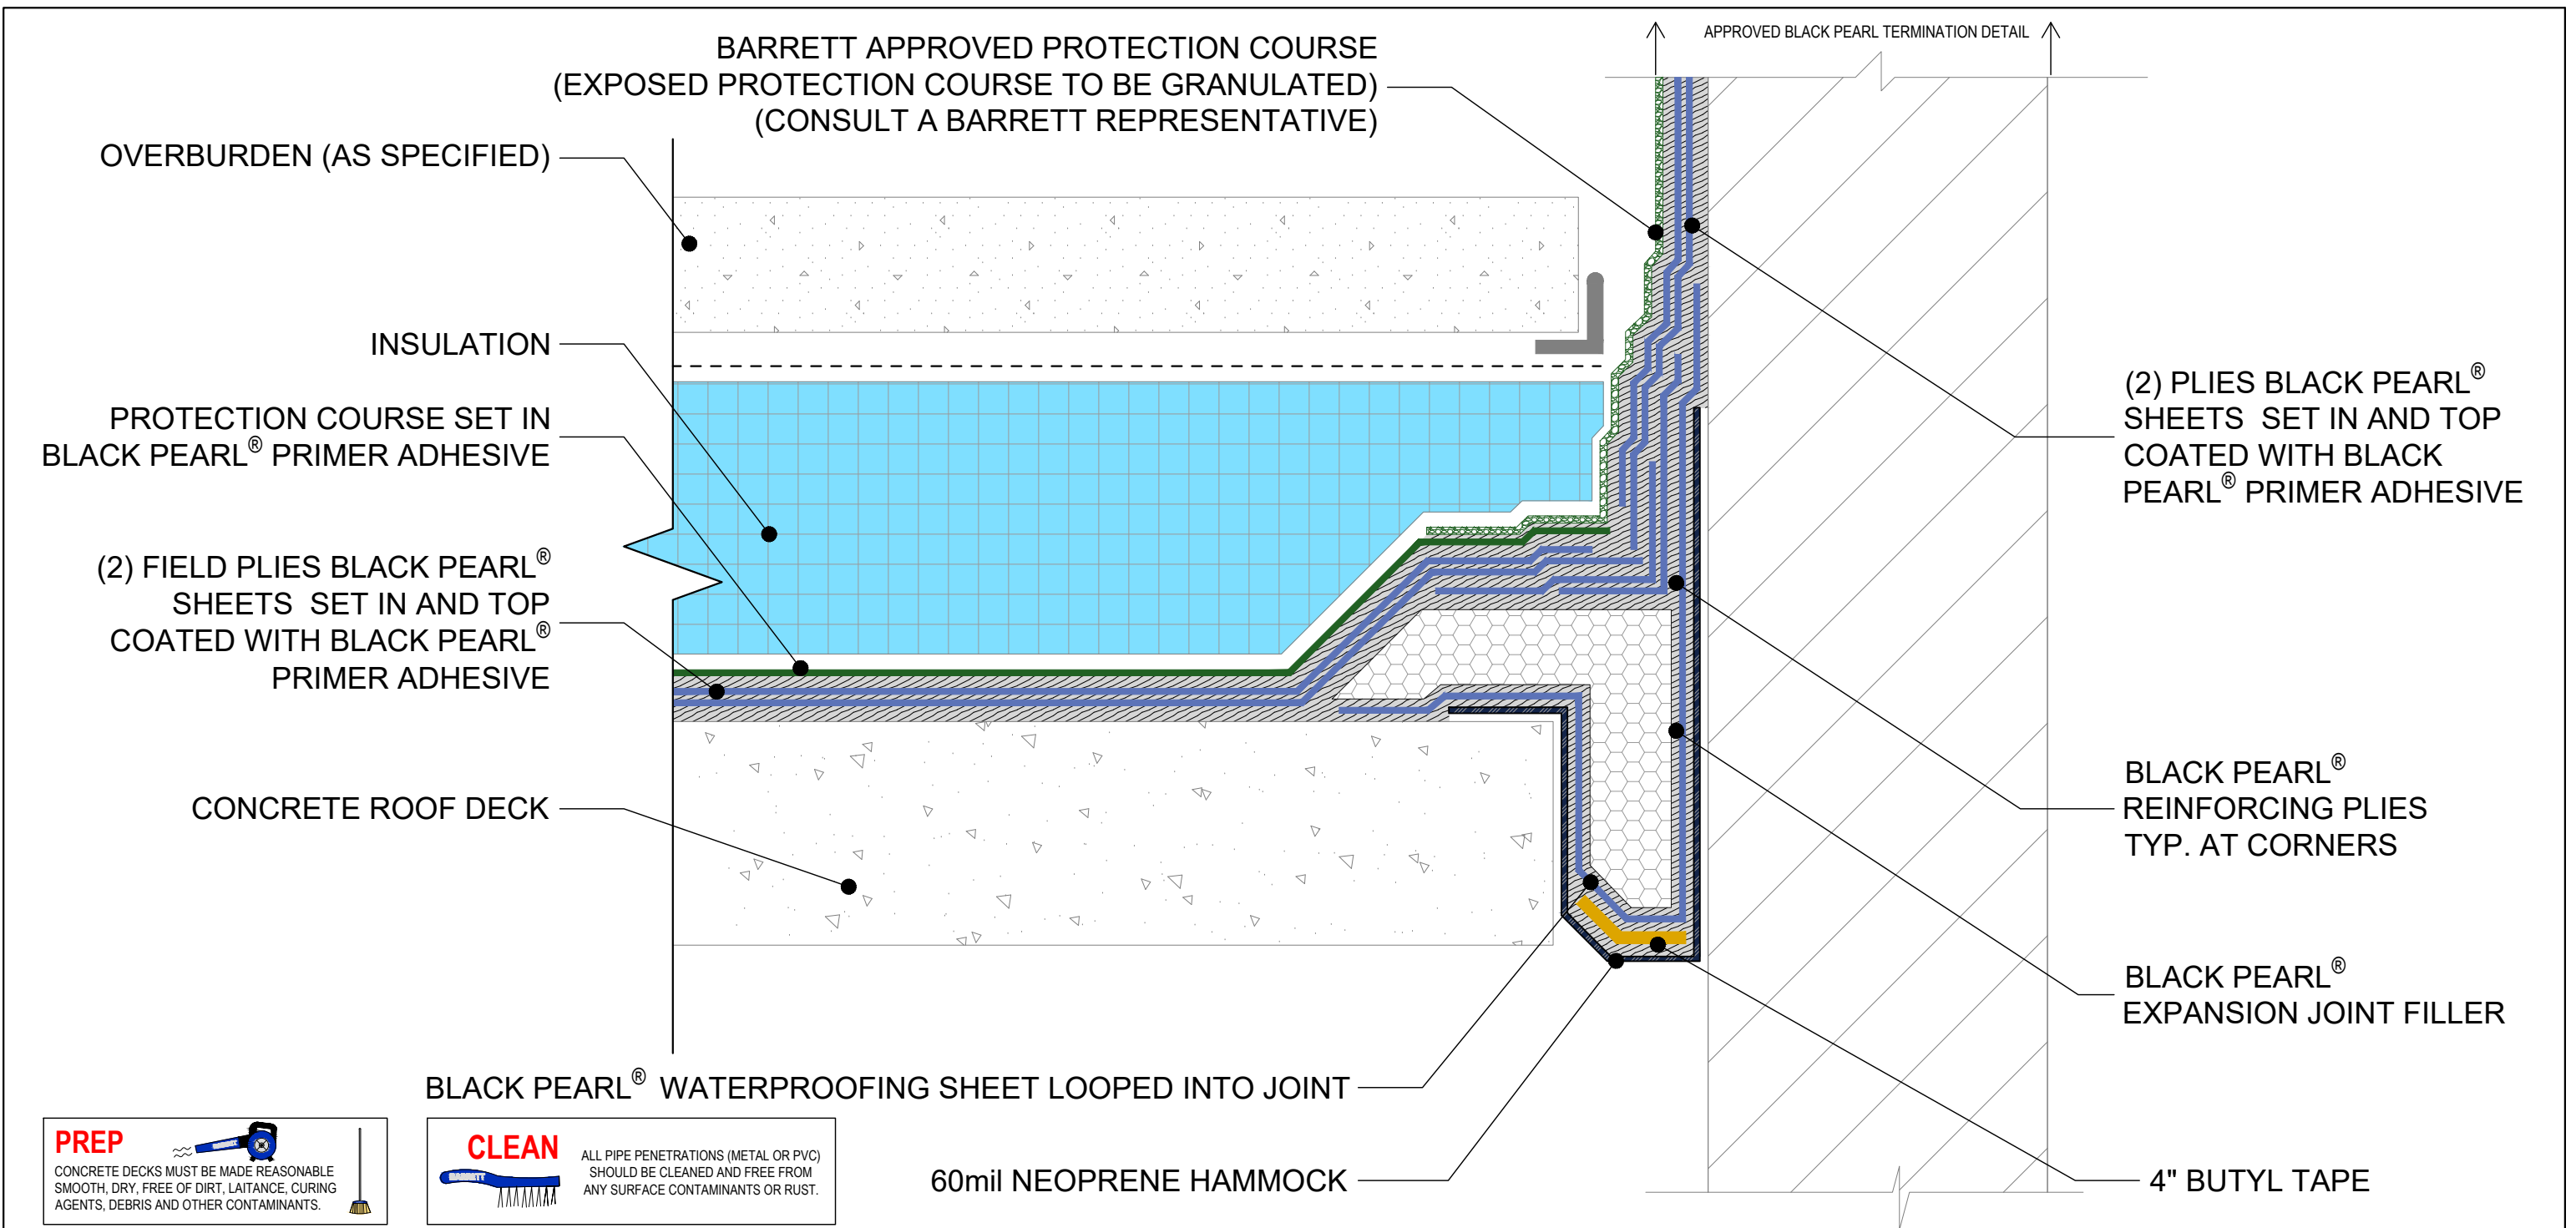 APPROVED BLACK PEARL TERMINATION DETAIL
BARRETT APPROVED PROTECTION COURSE
(EXPOSED PROTECTION COURSE TO BE GRANULATED)
(CONSULT A BARRETT REPRESENTATIVE)
OVERBURDEN (AS SPECIFIED)
INSULATION
PROTECTION COURSE SET IN
BLACK PEARL® PRIMER ADHESIVE
(2) FIELD PLIES BLACK PEARL®
SHEETS SET IN AND TOP
COATED WITH BLACK PEARL®
PRIMER ADHESIVE
CONCRETE ROOF DECK
(2) PLIES BLACK PEARL®
SHEETS SET IN AND TOP
COATED WITH BLACK
PEARL® PRIMER ADHESIVE
BLACK PEARL®
REINFORCING PLIES
TYP. AT CORNERS
BLACK PEARL®
EXPANSION JOINT FILLER
4" BUTYL TAPE
BLACK PEARL® WATERPROOFING SHEET LOOPED INTO JOINT
60mil NEOPRENE HAMMOCK
PREP
CONCRETE DECKS MUST BE MADE REASONABLE
SMOOTH, DRY, FREE OF DIRT, LAITANCE, CURING
AGENTS, DEBRIS AND OTHER CONTAMINANTS.
CLEAN
BARRETT
ALL PIPE PENETRATIONS (METAL OR PVC)
SHOULD BE CLEANED AND FREE FROM
ANY SURFACE CONTAMINANTS OR RUST.